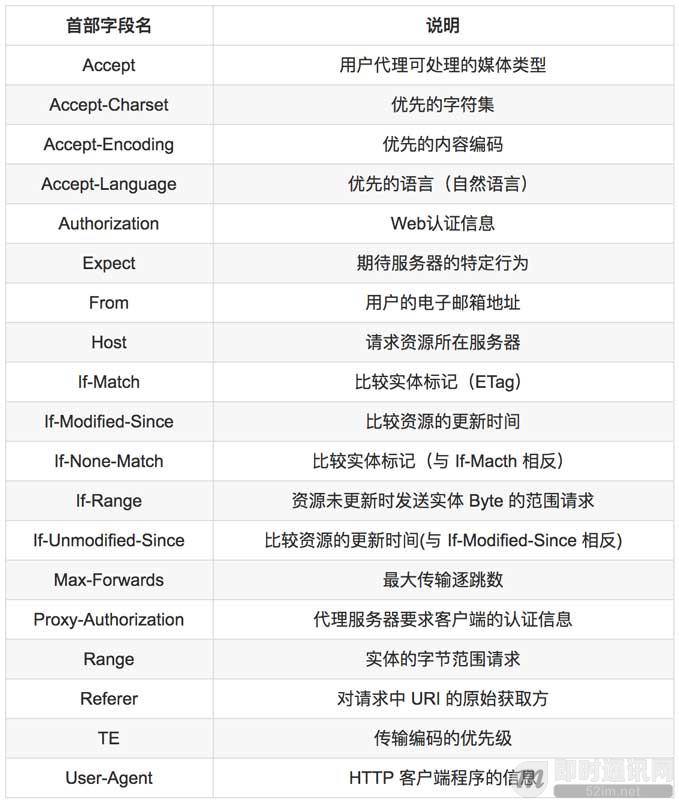 首部字段名 说明
Accept 用户代理可处理的媒体类型
Accept-Charset 优先的字符集
Accept-Encoding 优先的内容编码
Accept-Language 优先的语言（自然语言）
Authorization Web认证信息
Expect 期待服务器的特定行为
From 用户的电子邮箱地址
Host 请求资源所在服务器
If-Match 比较实体标记（ETag）
If-Modified-Since 比较资源的更新时间
If-None-Match 比较实体标记（与 If-Macth 相反）
If-Range 资源未更新时发送实体 Byte 的范围请求
If-Unmodified-Since 比较资源的更新时间(与 If-Modified-Since 相反)
Max-Forwards 最大传输逐跳数
Proxy-Authorization 代理服务器要求客户端的认证信息
Range 实体的字节范围请求
Referer 对请求中 URI 的原始获取方
TE 传输编码的优先级
User-Agent HTTP 客户端程序的信息
即时通讯网
52im.net